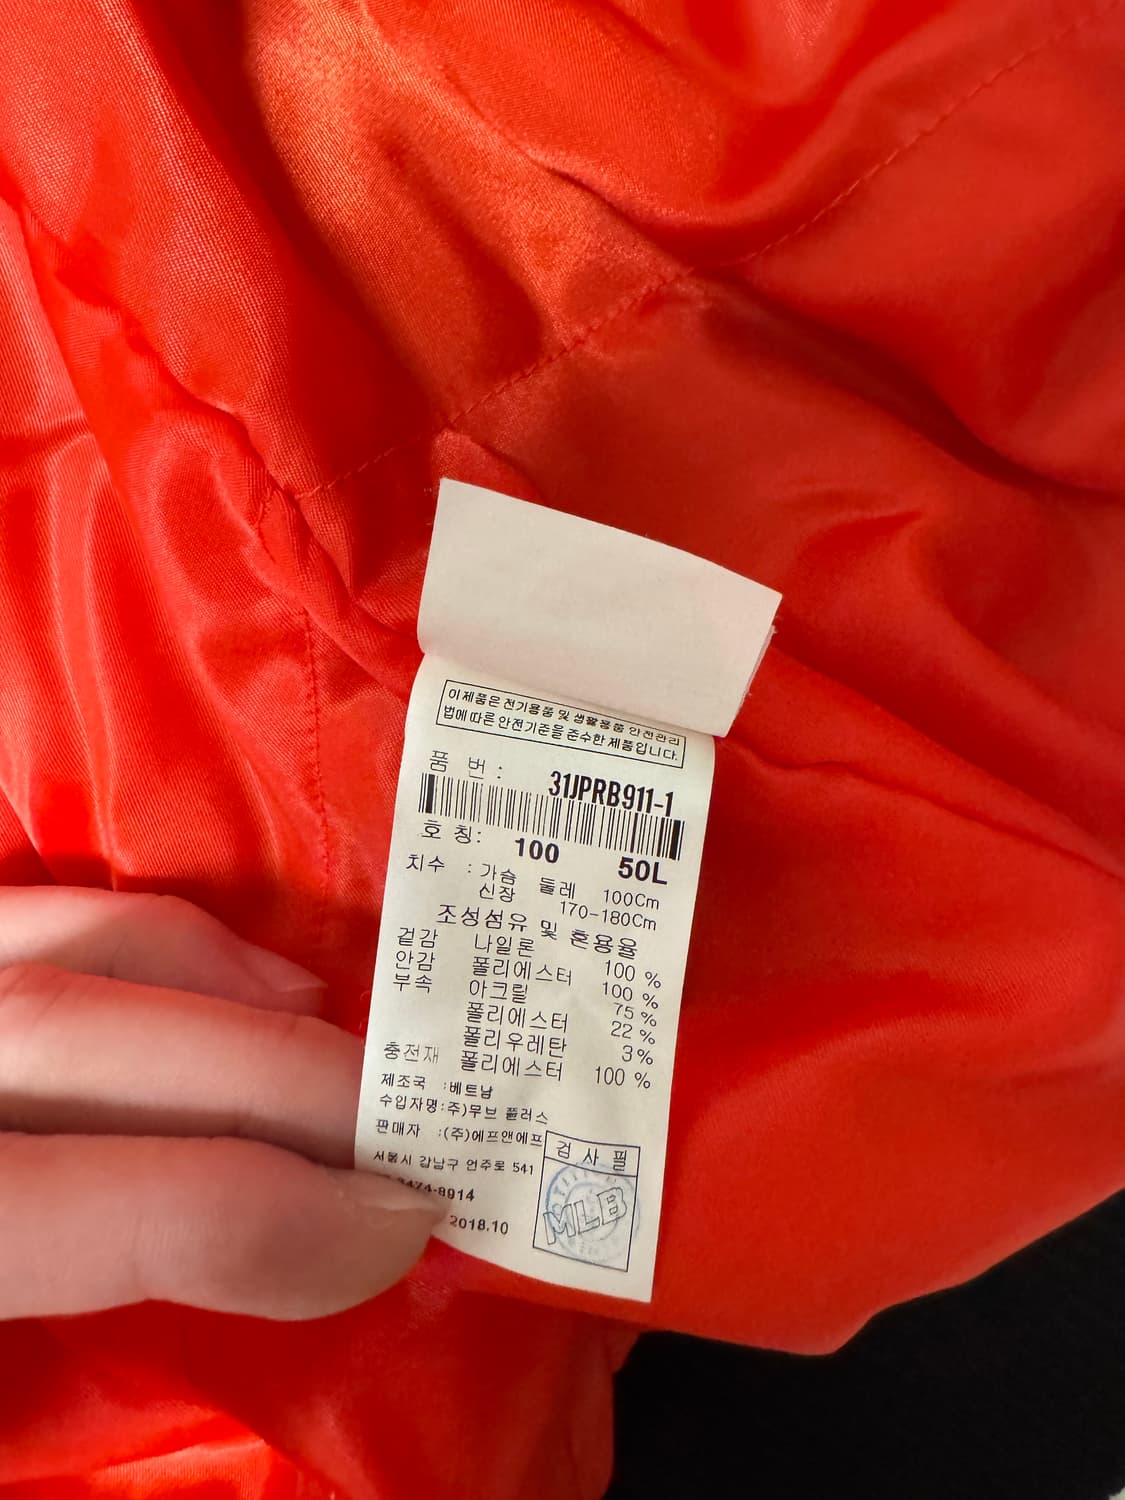 이 제품은 전기용품 및 생활용품 안전관리
법에 따른 안전기준을 준수한 제품입니다.
품 번 : 31JPRB911-1
호 칭: 100 50L
치수 : 가슴 둘레 100Cm
신장 170-180Cm
조성섬유 및 혼용율
겉감 나일론 100 %
안감 폴리에스터 100 %
부속 아크릴 75 %
폴리에스터 22 %
폴리우레탄 3 %
충전재 폴리에스터 100 %
제조국 :베트남
수입자명:주)무브 플러스
판매자 :(주)에프앤에프
서울시 강남구 언주로 541
3474-8914
2018.10
검 사 필
MLB